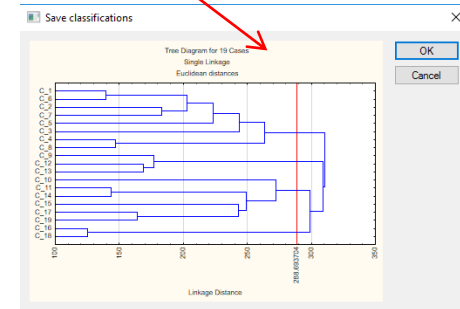 Save classifications
OK
Cancel
Tree Diagram for 19 Cases
Single Linkage
Euclidean distances
C_1
C_6
C_2
C_7
C_5
C_3
C_4
C_8
C_9
C_12
C_13
C_10
C_11
C_14
C_15
C_17
C_19
C_16
C_18
100
150
200
250
288.693704
300
350
Linkage Distance